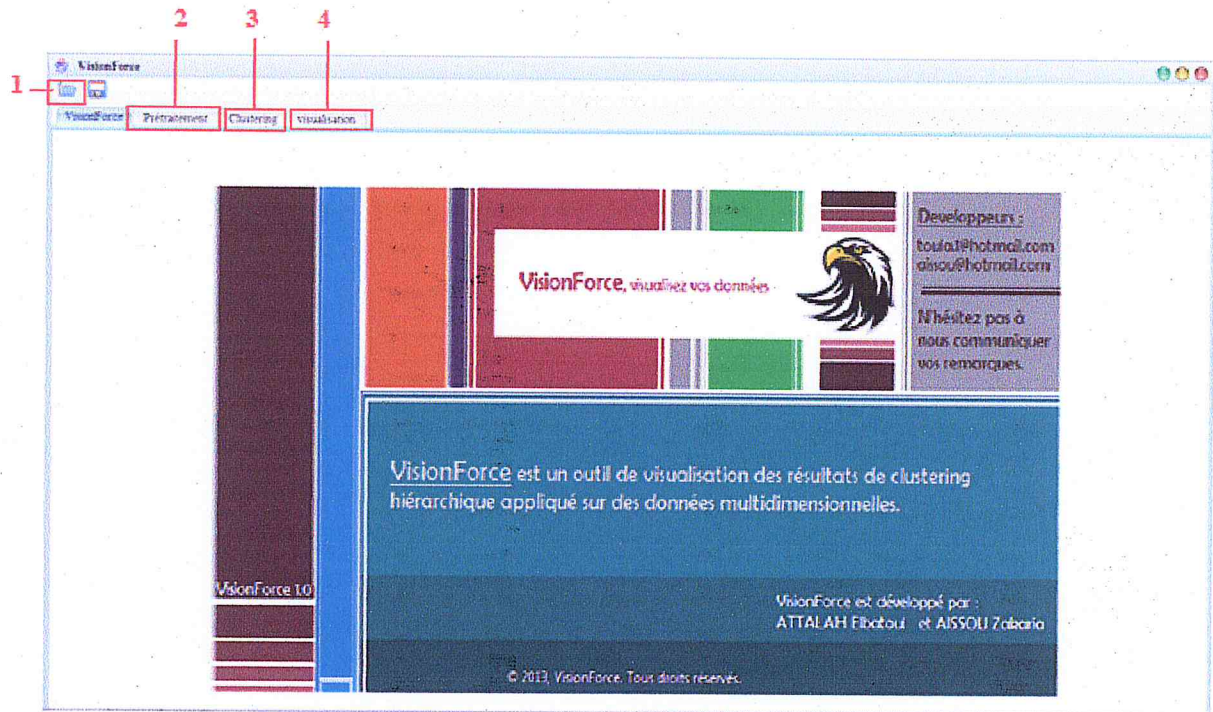 2 3 4
VisionForce
1
VisionForce Prétraitement Clustering visualisation
Developpeurs :
toula1@hotmail.com
aisou@hotmail.com
VisionForce, visualisez vos données
N'hésitez pas à
nous communiquer
vos remarques.
VisionForce est un outil de visualisation des résultats de clustering
hiérarchique appliqué sur des données multidimensionnelles.
VisionForce 1.0
VisionForce est développé par :
ATTALAH Elbatoul et AISSOU Zakaria
© 2013, VisionForce. Tous droits réservés.